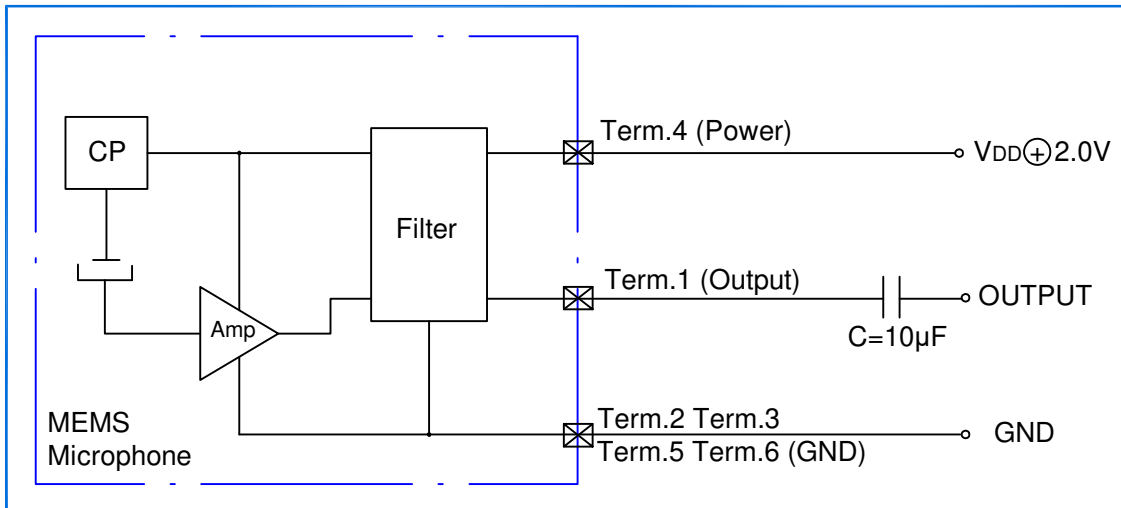 CP
Term.4 (Power)
VDD⊕2.0V
Filter
Term.1 (Output)
OUTPUT
Amp
C=10µF
MEMS
Microphone
Term.2 Term.3
GND
Term.5 Term.6 (GND)